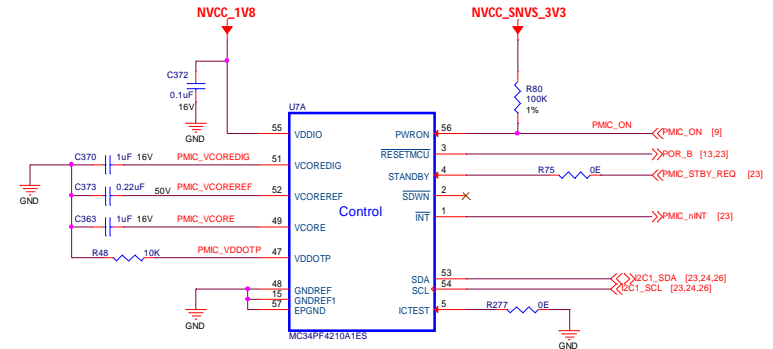 NVCC_1V8
NVCC_SNVS_3V3
C372
0.1uF
16V
GND
R80
100K
1%
U7A
PMIC_ON
55 VDDIO
PWRON 56
PMIC_ON [9]
C370 1uF 16V PMIC_VCOREDIG 51 VCOREDIG
RESETMCU 3
POR_B [13,23]
STANDBY 4 R75 0E
PMIC_STBY_REQ [23]
C373 0.22uF 50V PMIC_VCOREREF 52 VCOREREF
SDWN 2
GND
Control
C363 1uF 16V PMIC_VCORE 49 VCORE
INT 1
PMIC_nINT [23]
R48 10K PMIC_VDDOTP 47 VDDOTP
SDA 53
I2C1_SDA [23,24,26]
48 GNDREF
SCL 54
I2C1_SCL [23,24,26]
15 GNDREF1
57 EPGND
ICTEST 5 R277 0E
GND
GND
MC34PF4210A1ES